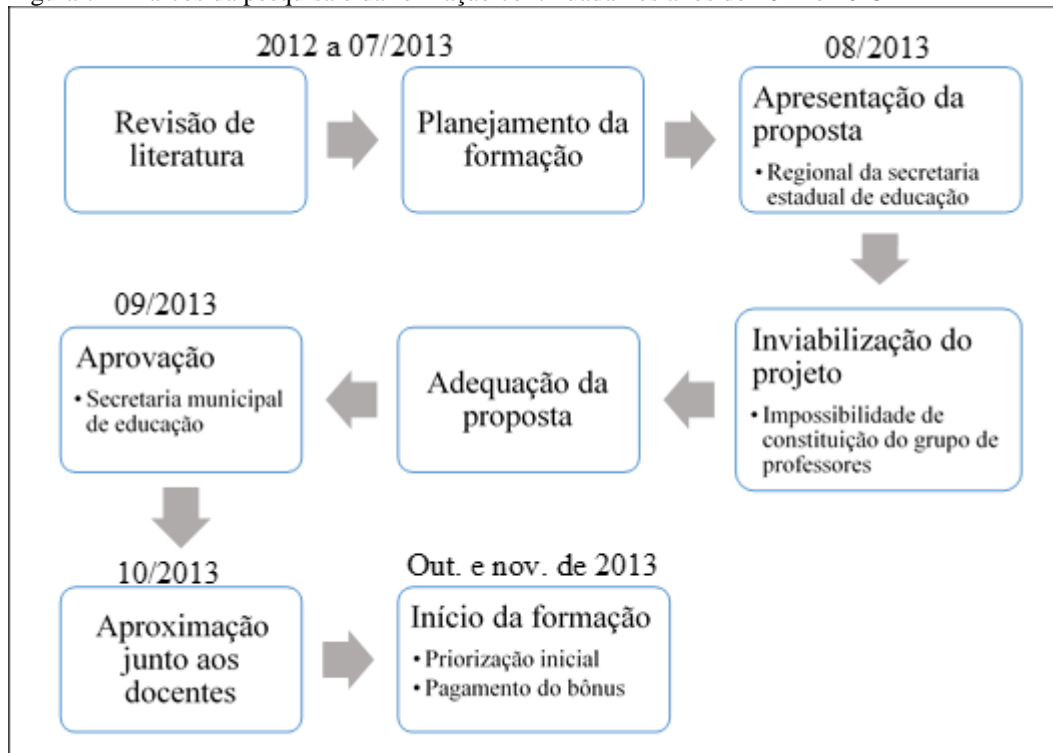 2012 a 07/2013
08/2013
Revisão de
literatura
Planejamento da
formação
Apresentação da
proposta
• Regional da secretaria
estadual de educação
Inviabilização do
projeto
• Impossibilidade de
constituição do grupo de
professores
Adequação da
proposta
09/2013
Aprovação
• Secretaria municipal
de educação
10/2013
Aproximação
junto aos
docentes
Out. e nov. de 2013
Início da formação
• Priorização inicial
• Pagamento do bônus